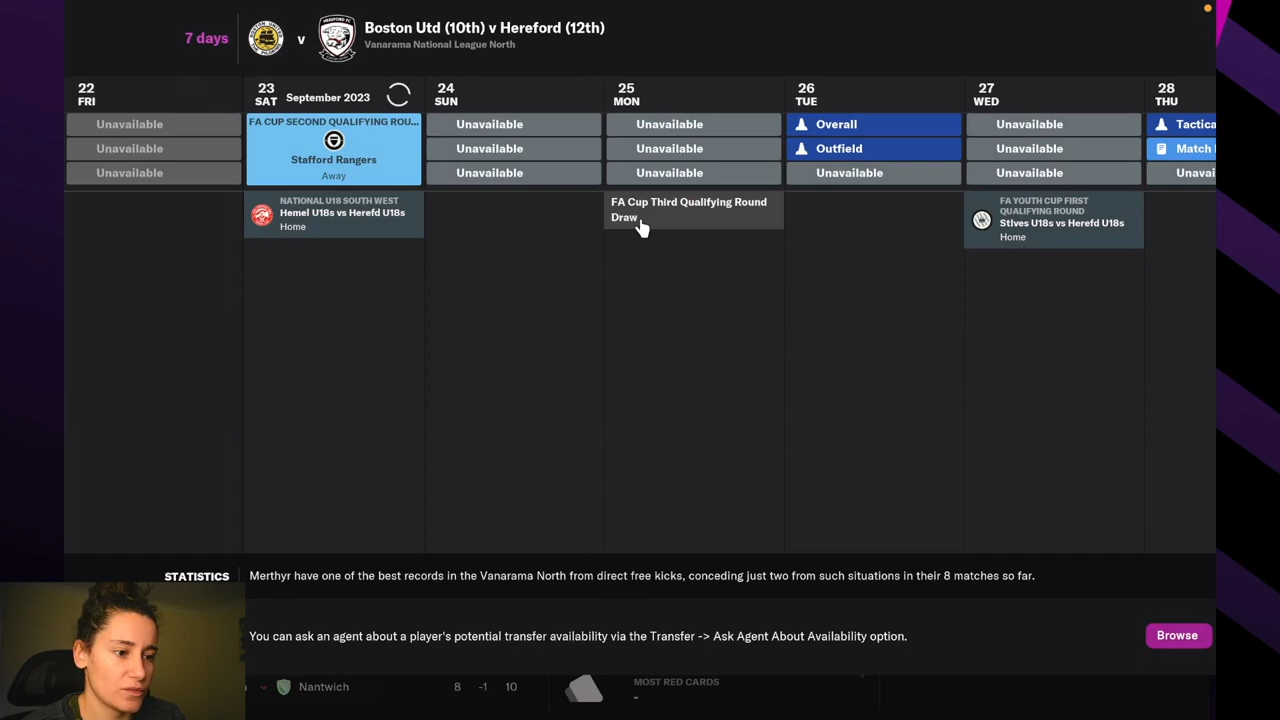 7 days
v
Boston Utd (10th) v Hereford (12th)
Vanarama National League North
22
FRI
23
SAT
September 2023
24
SUN
25
MON
26
TUE
27
WED
28
THU
Unavailable
Unavailable
Unavailable
FA CUP SECOND QUALIFYING ROU...
Stafford Rangers
Away
Unavailable
Unavailable
Unavailable
Unavailable
Unavailable
Unavailable
Overall
Outfield
Unavailable
Unavailable
Unavailable
Unavailable
Tactica
Match
Unavai
NATIONAL U18 SOUTH WEST
Hemel U18s vs Herefd U18s
Home
FA Cup Third Qualifying Round
Draw
FA YOUTH CUP FIRST
QUALIFYING ROUND
StIves U18s vs Herefd U18s
Home
STATISTICS
Merthyr have one of the best records in the Vanarama North from direct free kicks, conceding just two from such situations in their 8 matches so far.
You can ask an agent about a player's potential transfer availability via the Transfer -> Ask Agent About Availability option.
Browse
Nantwich 8 -1 10
MOST RED CARDS
-